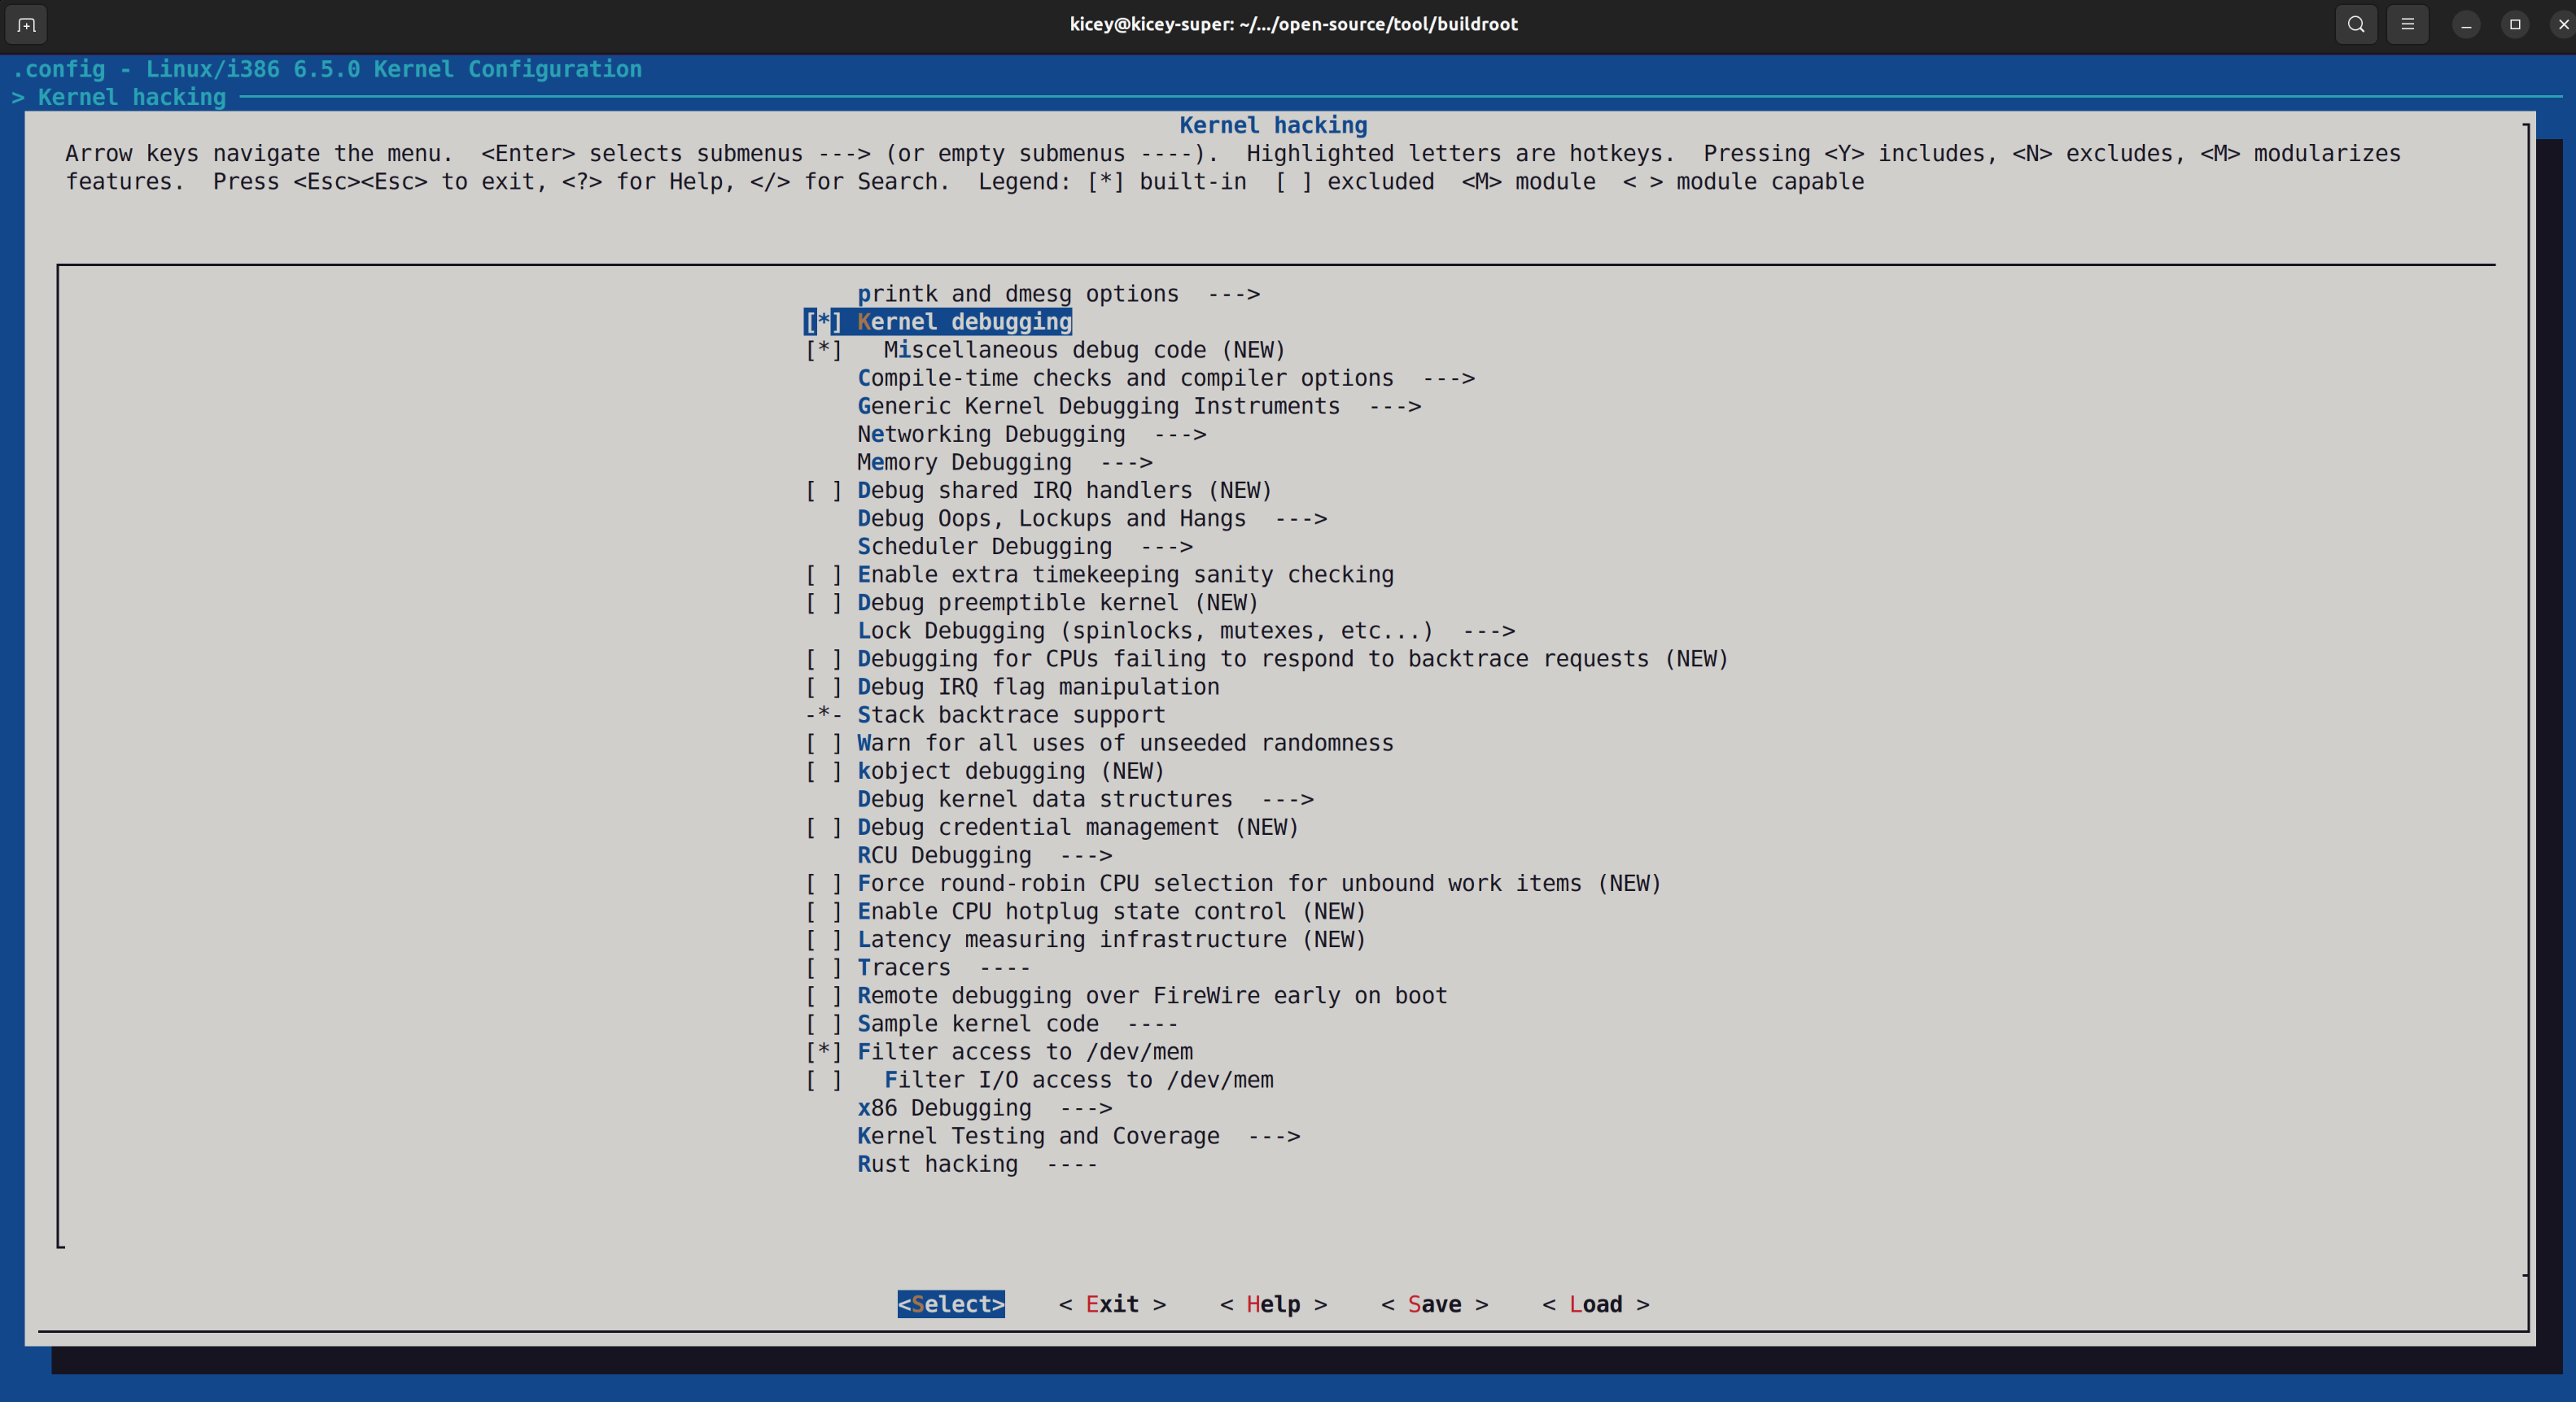 kicey@kicey-super: ~/.../open-source/tool/buildroot
.config - Linux/i386 6.5.0 Kernel Configuration
> Kernel hacking
Kernel hacking
Arrow keys navigate the menu.  <Enter> selects submenus ---> (or empty submenus ----).  Highlighted letters are hotkeys.  Pressing <Y> includes, <N> excludes, <M> modularizes
features.  Press <Esc><Esc> to exit, <?> for Help, </> for Search.  Legend: [*] built-in  [ ] excluded  <M> module  < > module capable
printk and dmesg options  --->
[*] Kernel debugging
[*]   Miscellaneous debug code (NEW)
Compile-time checks and compiler options  --->
Generic Kernel Debugging Instruments  --->
Networking Debugging  --->
Memory Debugging  --->
[ ] Debug shared IRQ handlers (NEW)
Debug Oops, Lockups and Hangs  --->
Scheduler Debugging  --->
[ ] Enable extra timekeeping sanity checking
[ ] Debug preemptible kernel (NEW)
Lock Debugging (spinlocks, mutexes, etc...)  --->
[ ] Debugging for CPUs failing to respond to backtrace requests (NEW)
[ ] Debug IRQ flag manipulation
-*- Stack backtrace support
[ ] Warn for all uses of unseeded randomness
[ ] kobject debugging (NEW)
Debug kernel data structures  --->
[ ] Debug credential management (NEW)
RCU Debugging  --->
[ ] Force round-robin CPU selection for unbound work items (NEW)
[ ] Enable CPU hotplug state control (NEW)
[ ] Latency measuring infrastructure (NEW)
[ ] Tracers  ----
[ ] Remote debugging over FireWire early on boot
[ ] Sample kernel code  ----
[*] Filter access to /dev/mem
[ ]   Filter I/O access to /dev/mem
x86 Debugging  --->
Kernel Testing and Coverage  --->
Rust hacking  ----
<Select>    < Exit >    < Help >    < Save >    < Load >